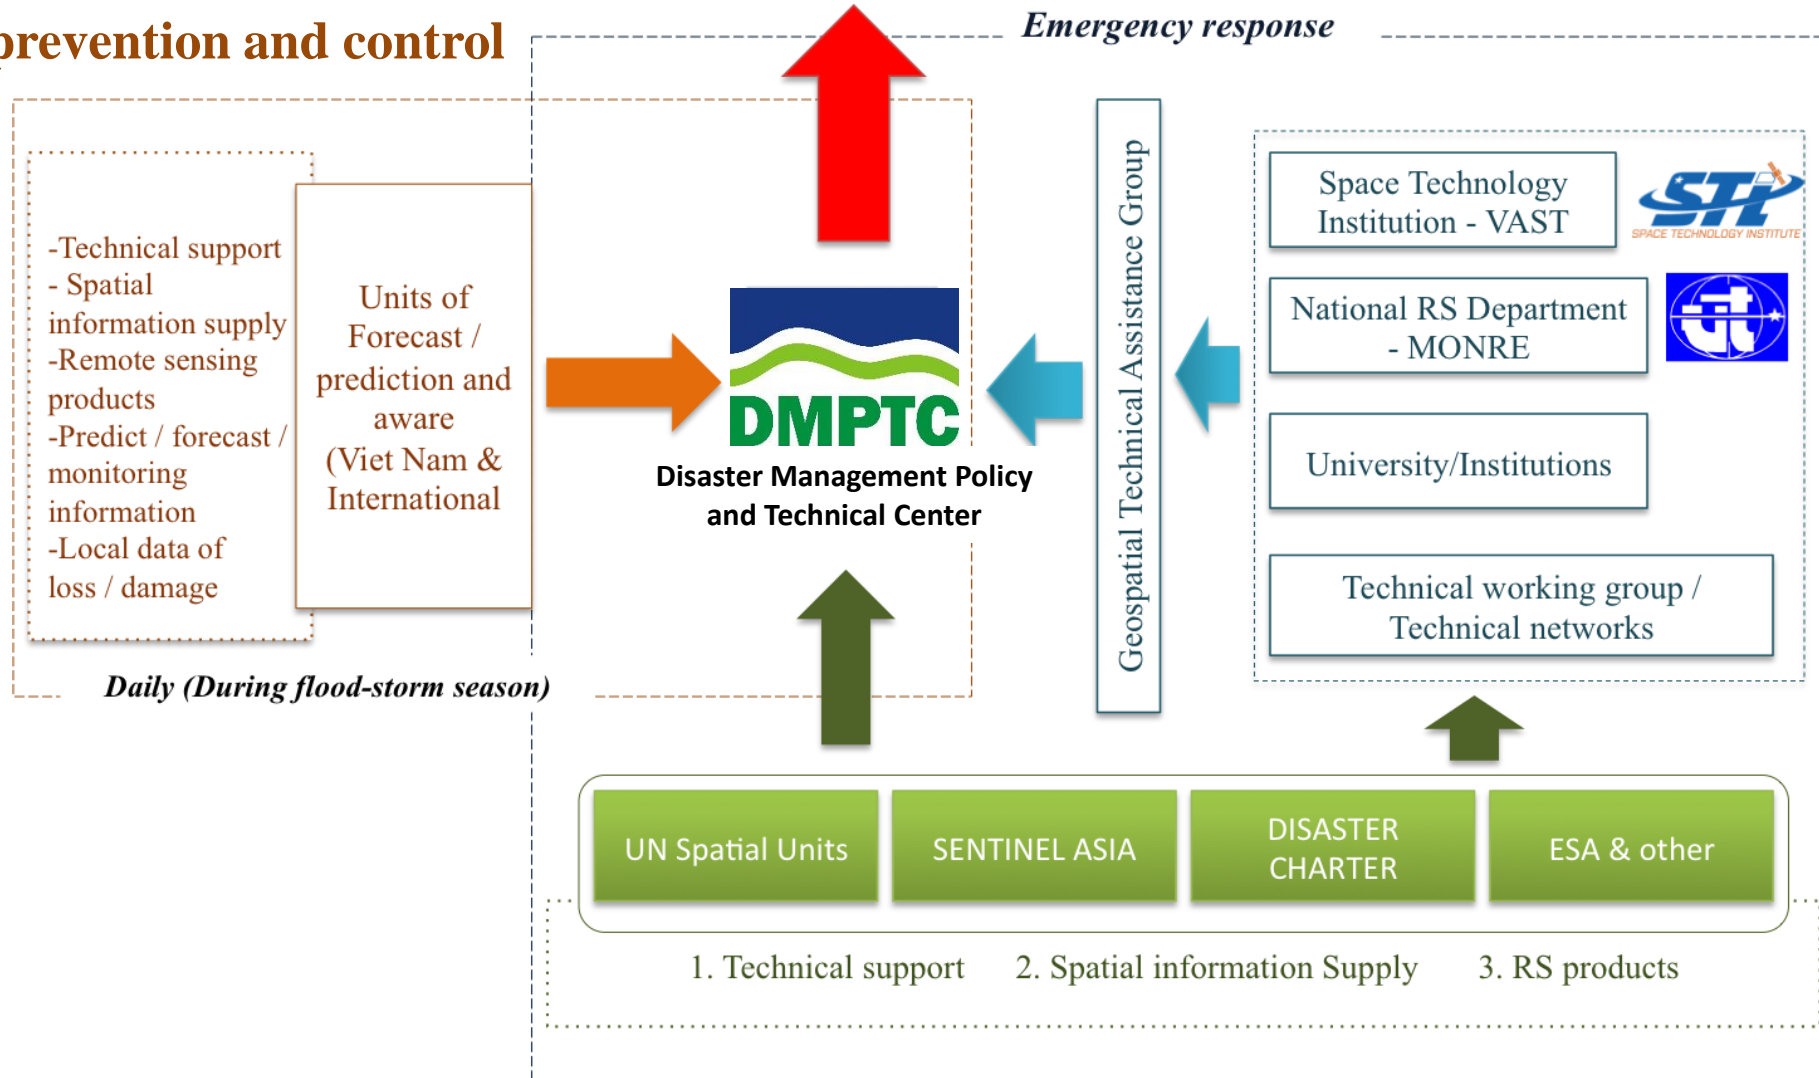 prevention and control
Emergency response
-Technical support
- Spatial
information supply
-Remote sensing
products
-Predict / forecast /
monitoring
information
-Local data of
loss / damage
Units of
Forecast /
prediction and
aware
(Viet Nam &
International
Daily (During flood-storm season)
DMPTC
Disaster Management Policy
and Technical Center
Geospatial Technical Assistance Group
Space Technology
Institution - VAST
STI
SPACE TECHNOLOGY INSTITUTE
National RS Department
- MONRE
University/Institutions
Technical working group /
Technical networks
UN Spatial Units
SENTINEL ASIA
DISASTER
CHARTER
ESA & other
1. Technical support
2. Spatial information Supply
3. RS products